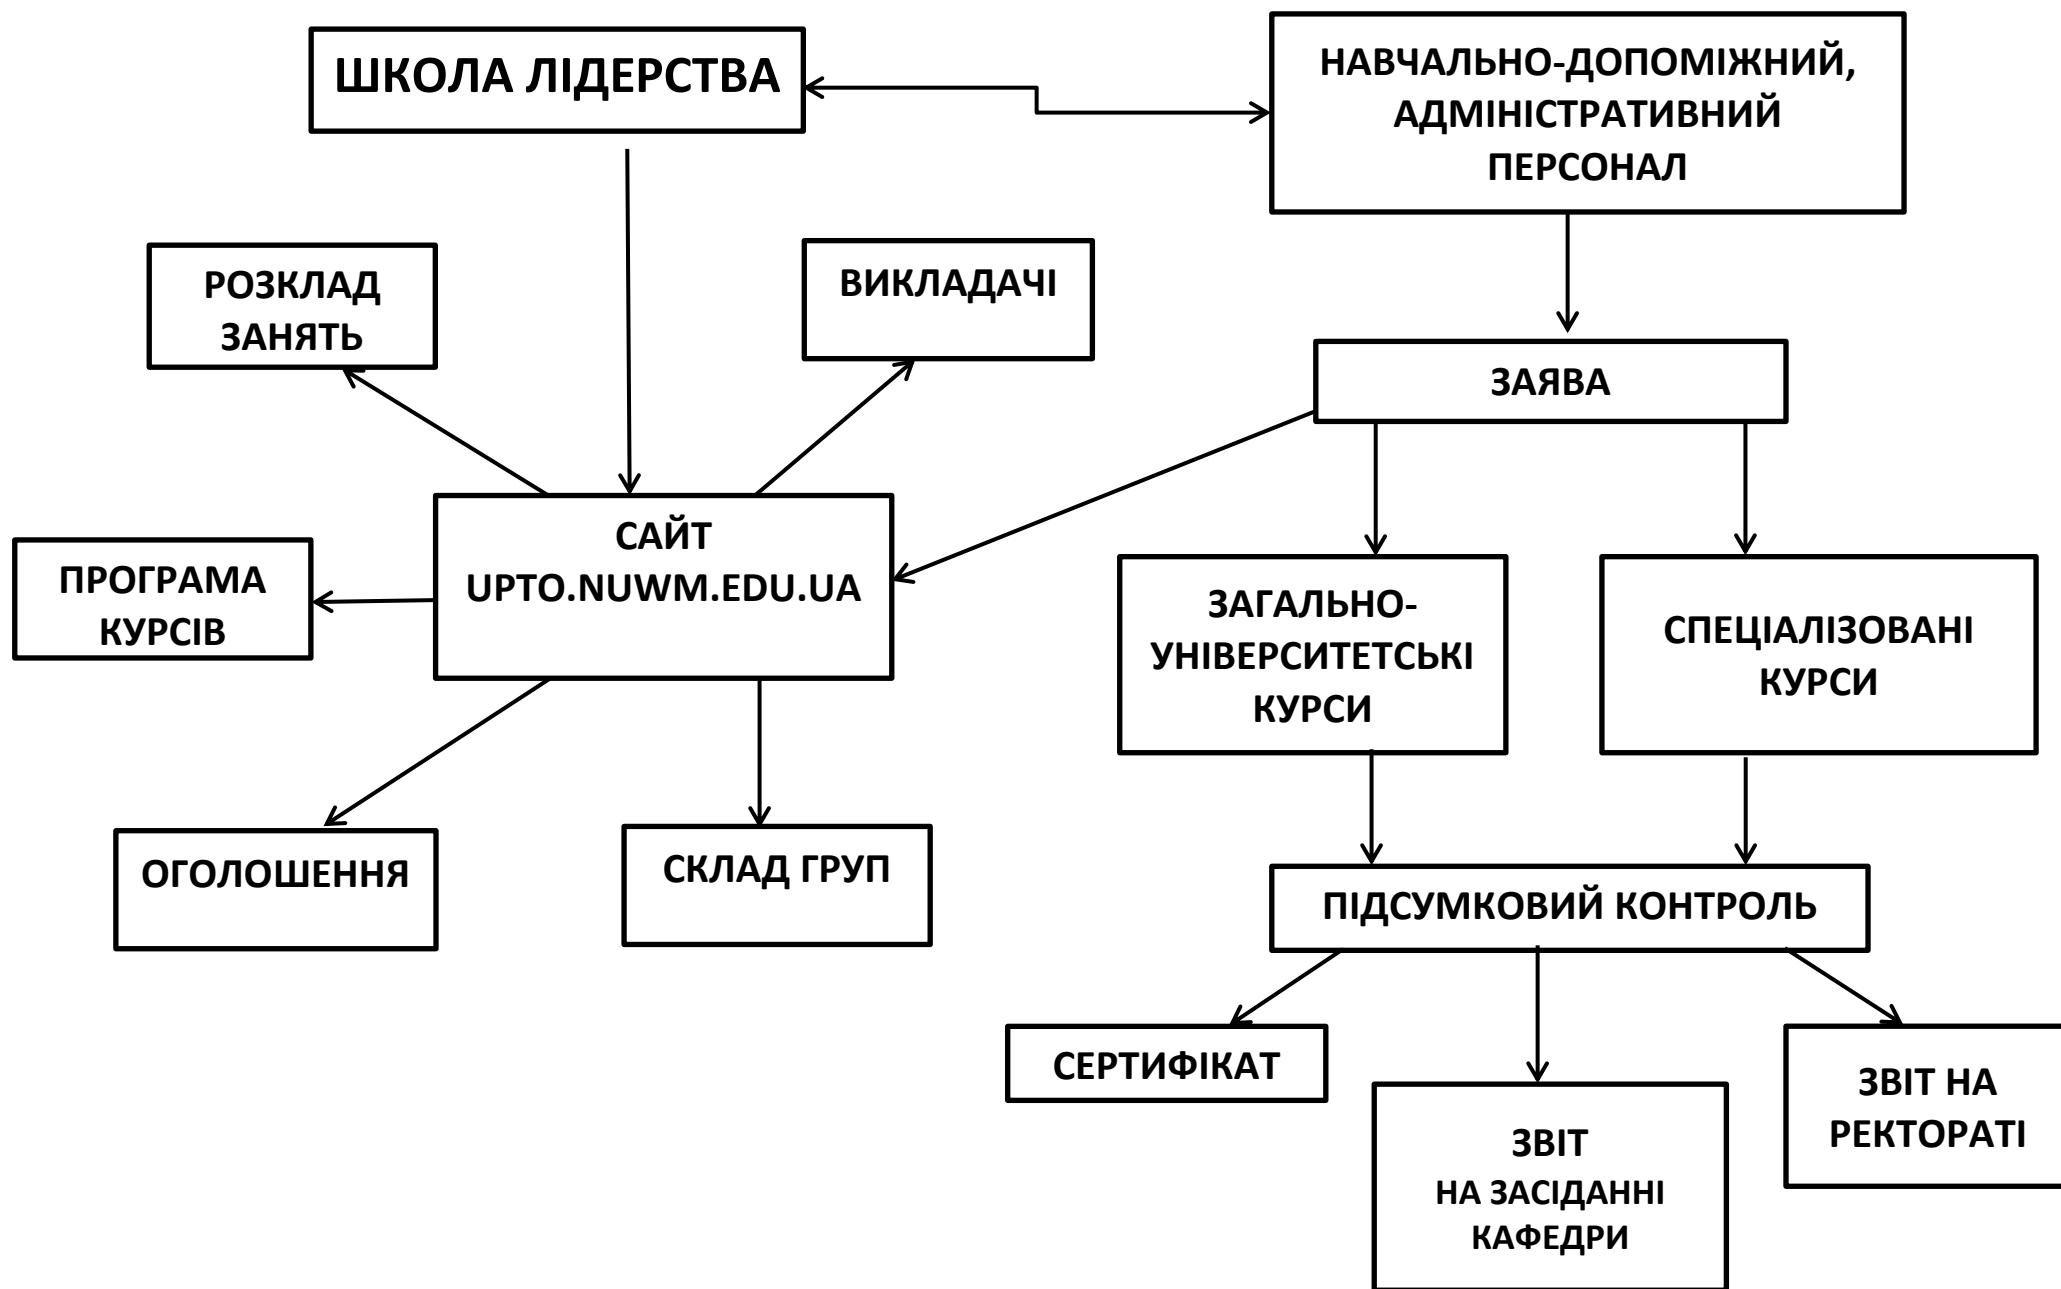 ШКОЛА ЛІДЕРСТВА
НАВЧАЛЬНО-ДОПОМІЖНИЙ,
АДМІНІСТРАТИВНИЙ
ПЕРСОНАЛ
РОЗКЛАД
ЗАНЯТЬ
ВИКЛАДАЧІ
ЗАЯВА
САЙТ
UPTO.NUWM.EDU.UA
ПРОГРАМА
КУРСІВ
ЗАГАЛЬНО-
УНІВЕРСИТЕТСЬКІ
КУРСИ
СПЕЦІАЛІЗОВАНІ
КУРСИ
ОГОЛОШЕННЯ
СКЛАД ГРУП
ПІДСУМКОВИЙ КОНТРОЛЬ
СЕРТИФІКАТ
ЗВІТ
НА ЗАСІДАННІ
КАФЕДРИ
ЗВІТ НА
РЕКТОРАТІ